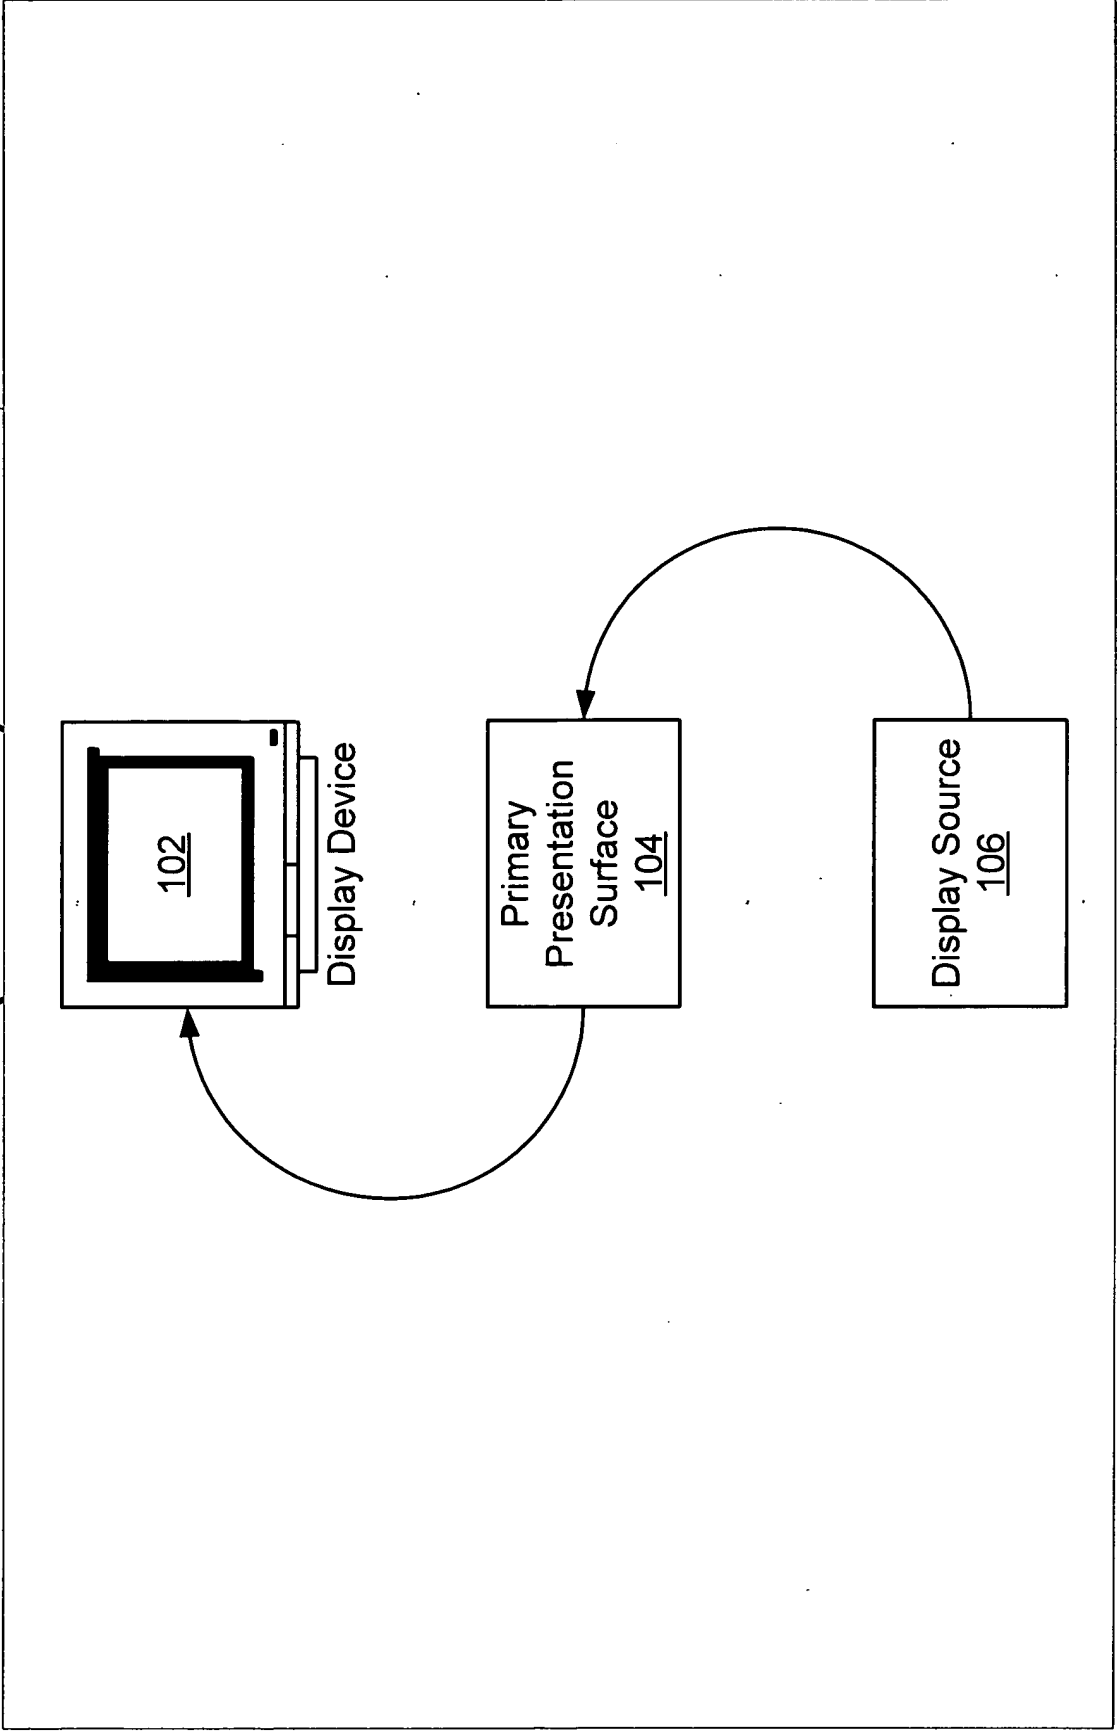 102
Display Device
Primary
Presentation
Surface
104
Display Source
106